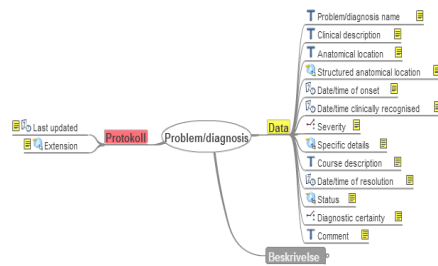 Problem/diagnosis name
Clinical description
Anatomical location
Structured anatomical location
Date/time of onset
Date/time clinically recognised
Severity
Specific details
Course description
Date/time of resolution
Status
Diagnostic certainty
Comment
Data
Problem/diagnosis
Protokoll
Last updated
Extension
Beskrivelse